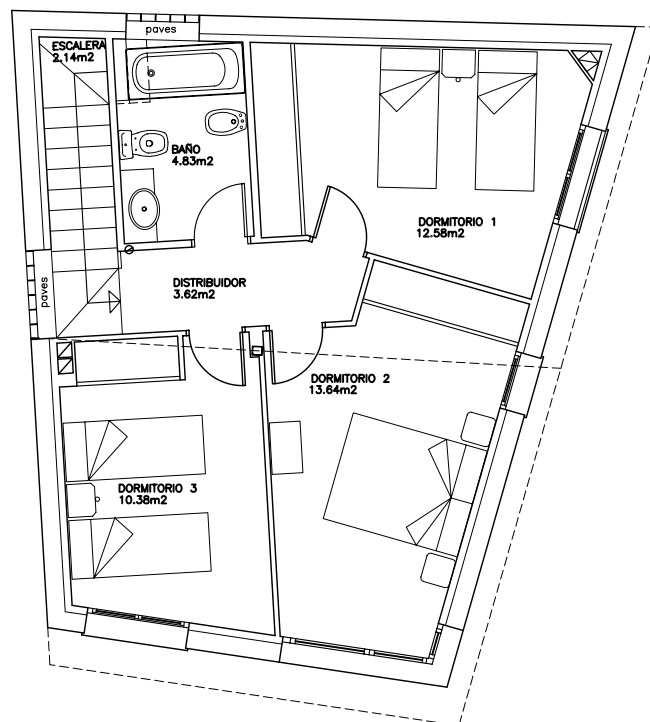 paves
ESCALERA
2.14m2
BAÑO
4.83m2
DORMITORIO 1
12.58m2
DISTRIBUIDOR
3.62m2
paves
DORMITORIO 2
13.64m2
DORMITORIO 3
10.38m2